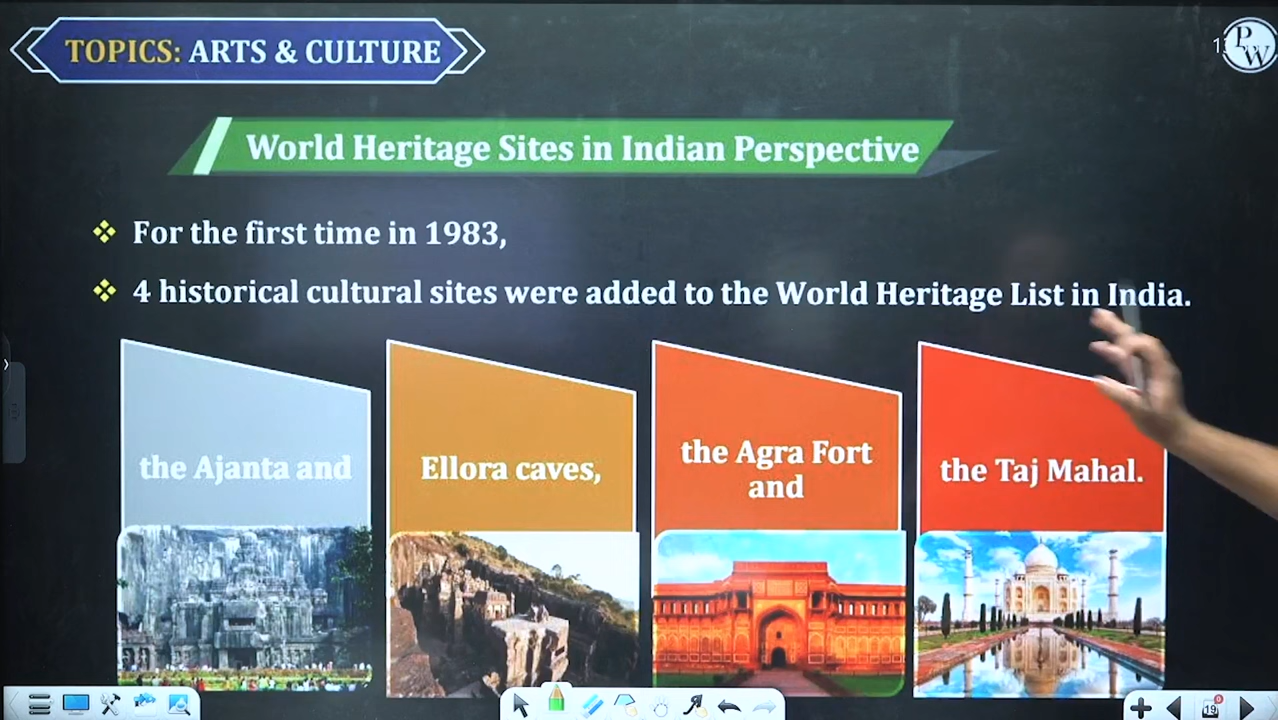 TOPICS: ARTS & CULTURE
PW
World Heritage Sites in Indian Perspective
For the first time in 1983,
4 historical cultural sites were added to the World Heritage List in India.
the Ajanta and
Ellora caves,
the Agra Fort
and
the Taj Mahal.
19